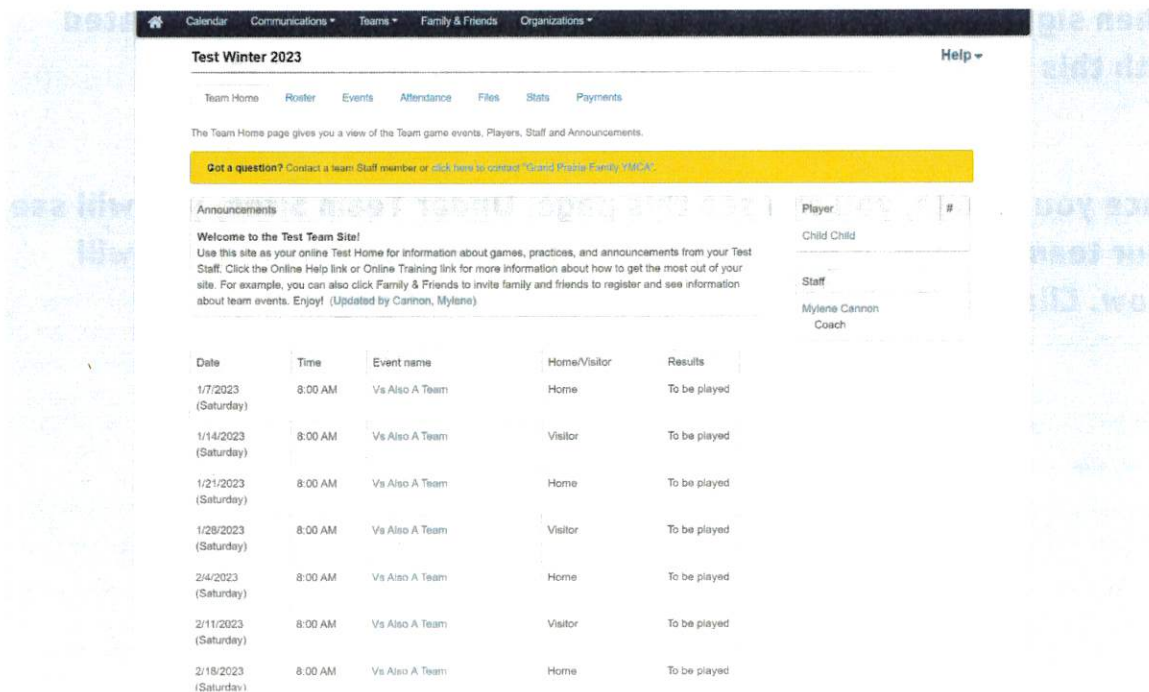 Calendar Communications Teams Family & Friends Organizations
Test Winter 2023 Help
Team Home Roster Events Attendance Files Stats Payments
The Team Home page gives you a view of the Team game events, Players, Staff and Announcements.
Got a question? Contact a team Staff member or click here to contact "Grand Prairie Family YMCA".
Announcements
Welcome to the Test Team Site!
Use this site as your online Test Home for information about games, practices, and announcements from your Test
Staff. Click the Online Help link or Online Training link for more information about how to get the most out of your
site. For example, you can also click Family & Friends to invite family and friends to register and see information
about team events. Enjoy! (Updated by Cannon, Mylene)
Player #
Child Child
Staff
Mylene Cannon
Coach
Date Time Event name Home/Visitor Results
1/7/2023 8:00 AM Vs Also A Team Home To be played
(Saturday)
1/14/2023 8:00 AM Vs Also A Team Visitor To be played
(Saturday)
1/21/2023 8:00 AM Vs Also A Team Home To be played
(Saturday)
1/28/2023 8:00 AM Vs Also A Team Visitor To be played
(Saturday)
2/4/2023 8:00 AM Vs Also A Team Home To be played
(Saturday)
2/11/2023 8:00 AM Vs Also A Team Visitor To be played
(Saturday)
2/18/2023 8:00 AM Vs Also A Team Home To be played
(Saturday)